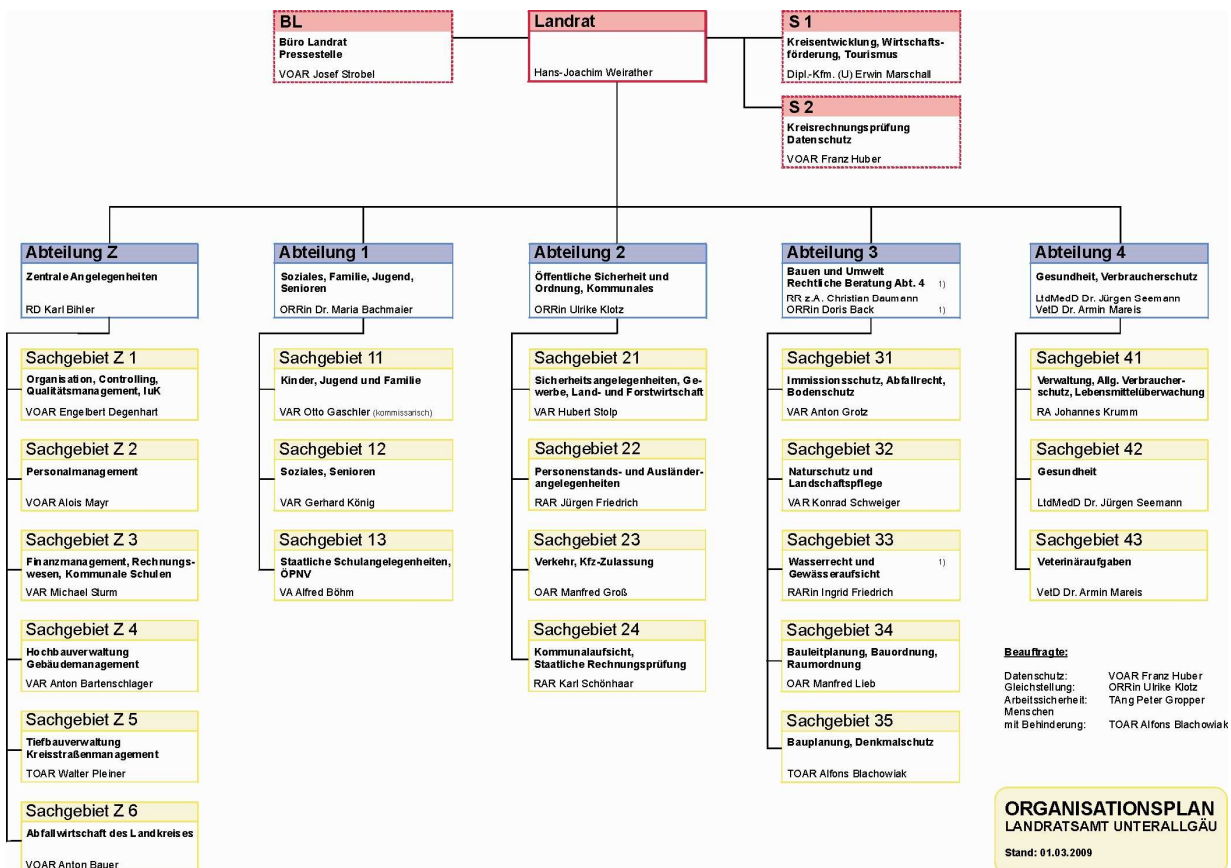 BL
Büro Landrat
Pressestelle
VOAR Josef Strobel
Landrat
Hans-Joachim Weirather
S 1
Kreisentwicklung, Wirtschafts-
förderung, Tourismus
Dipl.-Kfm. (U) Erwin Marschall
S 2
Kreisrechnungsprüfung
Datenschutz
VOAR Franz Huber
Abteilung Z
Zentrale Angelegenheiten
RD Karl Bihler
Sachgebiet Z 1
Organisation, Controlling,
Qualitätsmanagement, IuK
VOAR Engelbert Degenhart
Sachgebiet Z 2
Personalmanagement
VOAR Alois Mayr
Sachgebiet Z 3
Finanzmanagement, Rechnungs-
wesen, Kommunale Schulen
VAR Michael Sturm
Sachgebiet Z 4
Hochbauverwaltung
Gebäudemanagement
VAR Anton Bartenschlager
Sachgebiet Z 5
Tiefbauverwaltung
Kreisstraßenmanagement
TOAR Walter Pleiner
Sachgebiet Z 6
Abfallwirtschaft des Landkreises
VOAR Anton Bauer
Abteilung 1
Soziales, Familie, Jugend,
Senioren
ORRin Dr. Maria Bachmaier
Sachgebiet 11
Kinder, Jugend und Familie
VAR Otto Gaschler (kommissarisch)
Sachgebiet 12
Soziales, Senioren
VAR Gerhard König
Sachgebiet 13
Staatliche Schulangelegenheiten,
ÖPNV
VA Alfred Böhm
Abteilung 2
Öffentliche Sicherheit und
Ordnung, Kommunales
ORRin Ulrike Klotz
Sachgebiet 21
Sicherheitsangelegenheiten, Ge-
werbe, Land- und Forstwirtschaft
VAR Hubert Stolp
Sachgebiet 22
Personenstands- und Ausländer-
angelegenheiten
RAR Jürgen Friedrich
Sachgebiet 23
Verkehr, Kfz-Zulassung
OAR Manfred Groß
Sachgebiet 24
Kommunalaufsicht,
Staatliche Rechnungsprüfung
RAR Karl Schönhaar
Abteilung 3
Bauen und Umwelt
Rechtliche Beratung Abt. 4 1)
RR z.A. Christian Baumann
ORRin Doris Back 1)
Sachgebiet 31
Immissionsschutz, Abfallrecht,
Bodenschutz
VAR Anton Grotz
Sachgebiet 32
Naturschutz und
Landschaftspflege
VAR Konrad Schweiger
Sachgebiet 33
Wasserrecht und 1)
Gewässeraufsicht
RARin Ingrid Friedrich
Sachgebiet 34
Bauleitplanung, Bauordnung,
Raumordnung
OAR Manfred Lieb
Sachgebiet 35
Bauplanung, Denkmalschutz
TOAR Alfons Blachowiak
Abteilung 4
Gesundheit, Verbraucherschutz
LtdMedD Dr. Jürgen Seemann
VetD Dr. Armin Mareis
Sachgebiet 41
Verwaltung, Allg. Verbraucher-
schutz, Lebensmittelüberwachung
RA Johannes Krumm
Sachgebiet 42
Gesundheit
LtdMedD Dr. Jürgen Seemann
Sachgebiet 43
Veterinäraufgaben
VetD Dr. Armin Mareis
Beauftragte:
Datenschutz: VOAR Franz Huber
Gleichstellung: ORRin Ulrike Klotz
Arbeitssicherheit: TAng Peter Gropper
Menschen
mit Behinderung: TOAR Alfons Blachowiak
ORGANISATIONSPLAN
LANDRATSAMT UNTERALLGÄU
Stand: 01.03.2009